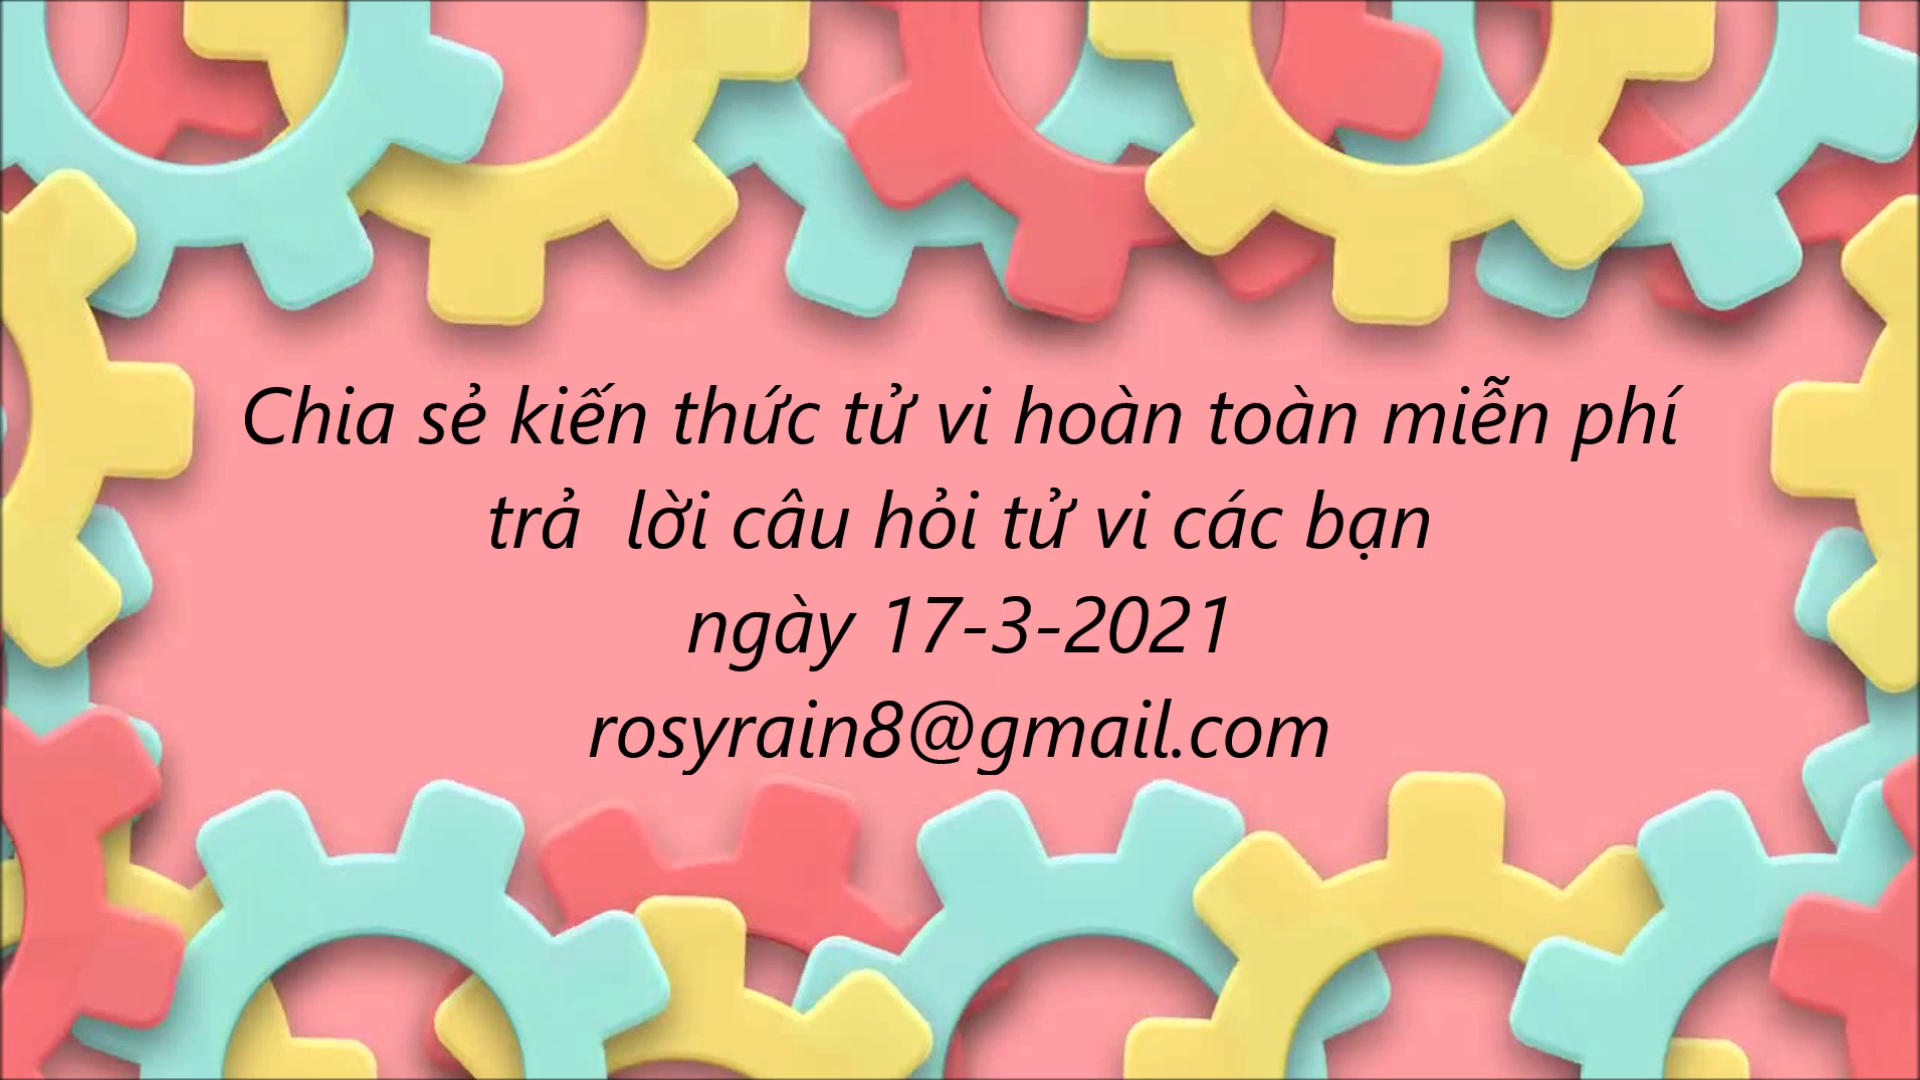 Chia sẻ kiến thức tử vi hoàn toàn miễn phí
trả lời câu hỏi tử vi các bạn
ngày 17-3-2021
rosyrain8@gmail.com